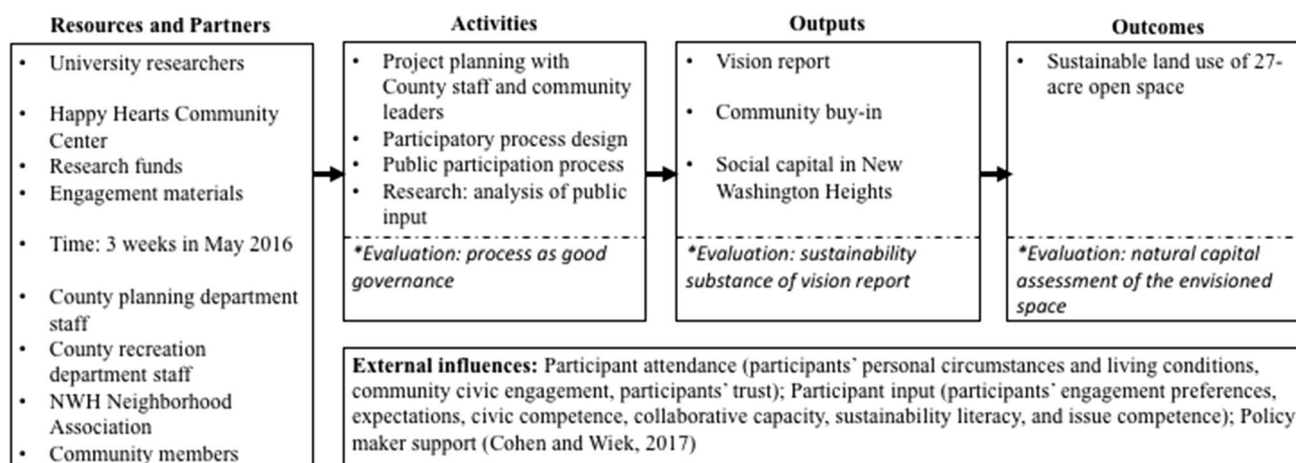 Resources and Partners
• University researchers
• Happy Hearts Community
Center
• Research funds
• Engagement materials
• Time: 3 weeks in May 2016
• County planning department
staff
• County recreation
department staff
• NWH Neighborhood
Association
• Community members
Activities
• Project planning with
County staff and community
leaders
• Participatory process design
• Public participation process
• Research: analysis of public
input
*Evaluation: process as good
governance
Outputs
• Vision report
• Community buy-in
• Social capital in New
Washington Heights
*Evaluation: sustainability
substance of vision report
Outcomes
• Sustainable land use of 27-
acre open space
*Evaluation: natural capital
assessment of the envisioned
space
External influences: Participant attendance (participants' personal circumstances and living conditions,
community civic engagement, participants' trust); Participant input (participants' engagement preferences,
expectations, civic competence, collaborative capacity, sustainability literacy, and issue competence); Policy
maker support (Cohen and Wiek, 2017)